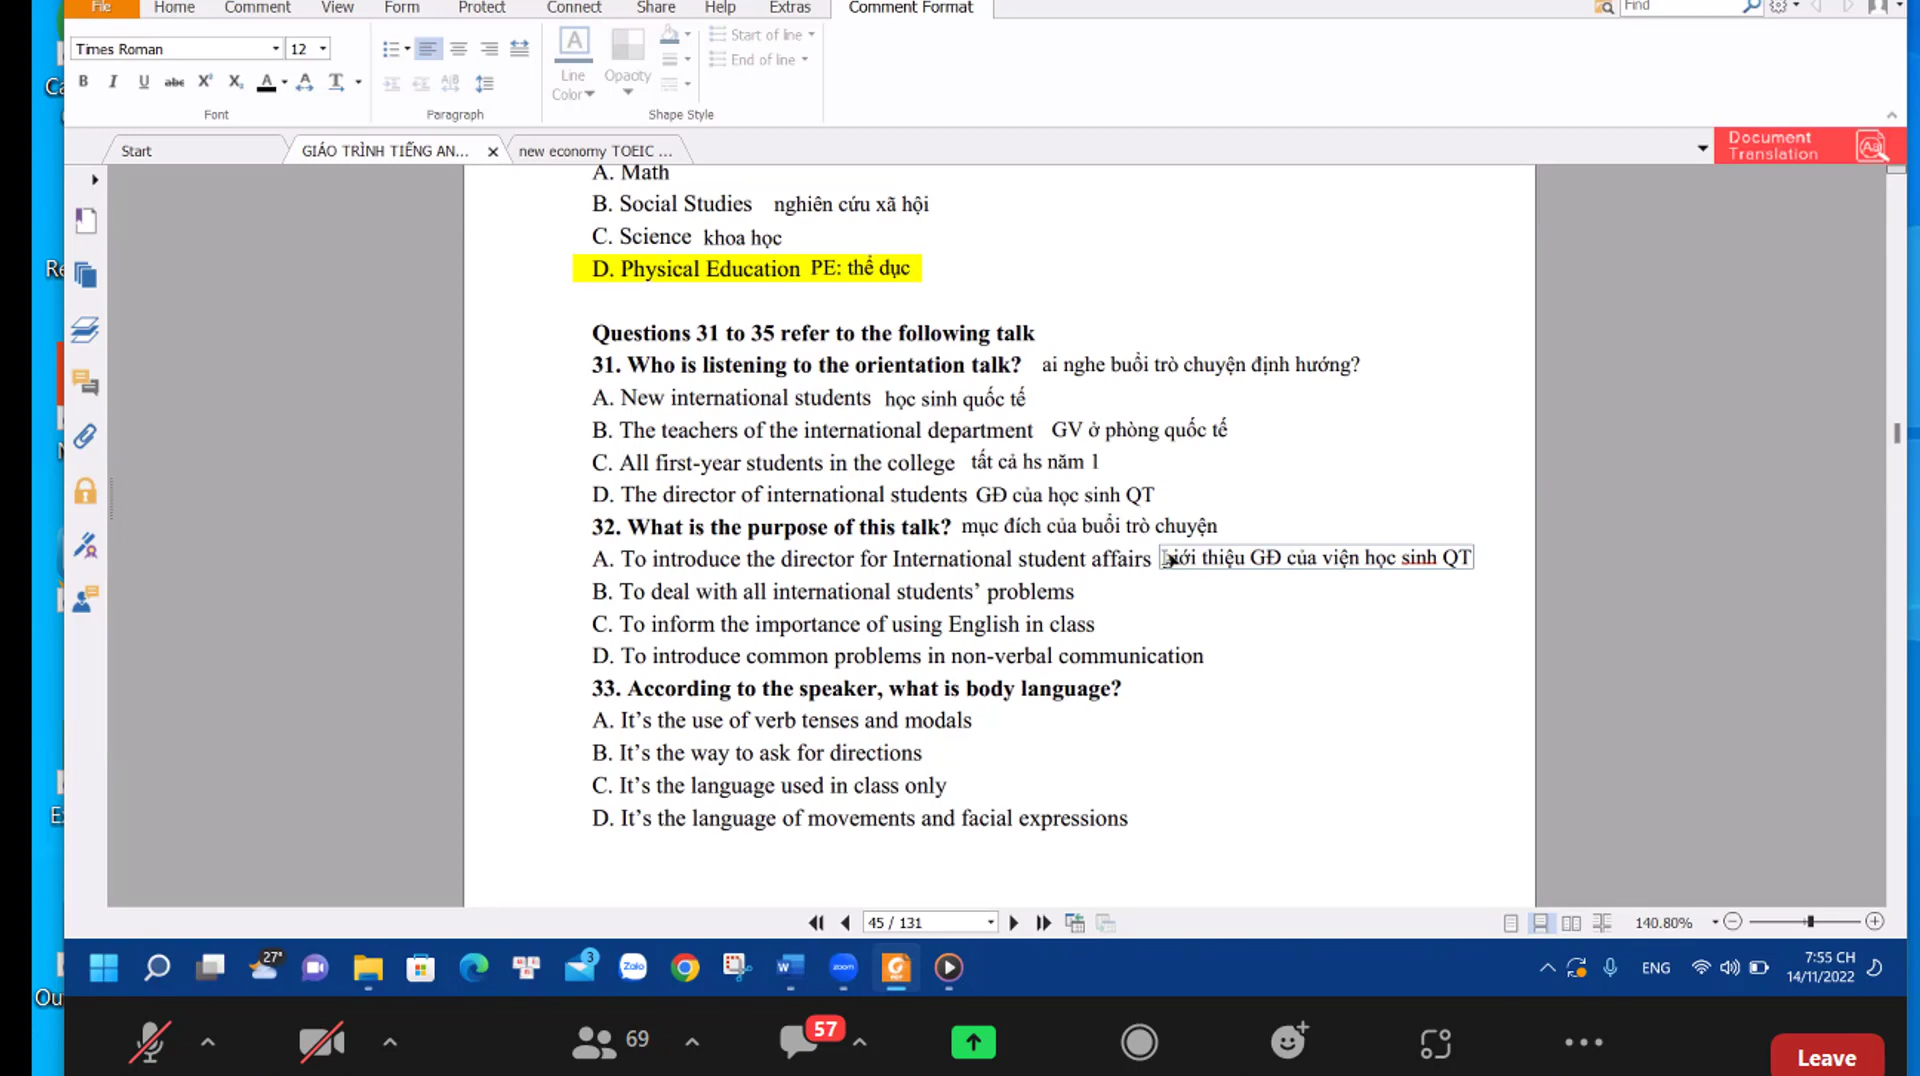 File Home Comment View Form Protect Connect Share Help Extras Comment Format Find
Times Roman 12 Start of line
End of line
B I U abc X² X₂ A A T Line Color Opacity
Font Paragraph Shape Style
Start GIÁO TRÌNH TIẾNG AN... new economy TOEIC ... Document Translation
A. Math
B. Social Studies nghiên cứu xã hội
C. Science khoa học
D. Physical Education PE: thể dục
Questions 31 to 35 refer to the following talk
31. Who is listening to the orientation talk? ai nghe buổi trò chuyện định hướng?
A. New international students học sinh quốc tế
B. The teachers of the international department GV ở phòng quốc tế
C. All first-year students in the college tất cả hs năm 1
D. The director of international students GĐ của học sinh QT
32. What is the purpose of this talk? mục đích của buổi trò chuyện
A. To introduce the director for International student affairs giới thiệu GĐ của viện học sinh QT
B. To deal with all international students’ problems
C. To inform the importance of using English in class
D. To introduce common problems in non-verbal communication
33. According to the speaker, what is body language?
A. It’s the use of verb tenses and modals
B. It’s the way to ask for directions
C. It’s the language used in class only
D. It’s the language of movements and facial expressions
45 / 131 140.80%
27° 3 Zalo zoom ENG 7:55 CH
14/11/2022
69 57 Leave